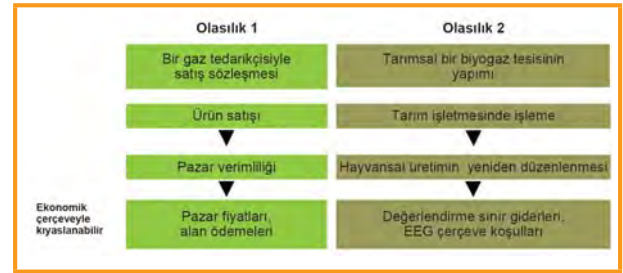 Olasılık 1
Bir gaz tedarikçisiyle
satış sözleşmesi
Ürün satışı
Pazar verimliliği
Ekonomik
çerçeveyle
kıyaslanabilir
Pazar fiyatları,
alan ödemeleri
Olasılık 2
Tarımsal bir biyogaz tesisinin
yapımı
Tarım işletmesinde işleme
Hayvansal üretimin yeniden düzenlenmesi
Değerlendirme sınır giderleri,
EEG çerçeve koşulları